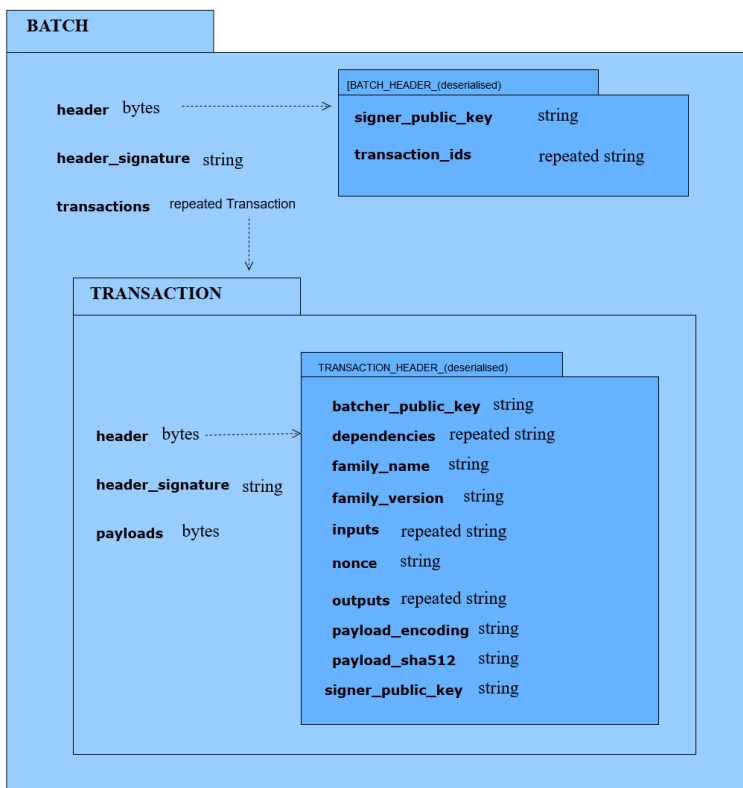 BATCH
[BATCH_HEADER_(deserialised)
header bytes
signer_public_key string
header_signature string
transaction_ids repeated string
transactions repeated Transaction
TRANSACTION
TRANSACTION_HEADER_(deserialised)
batcher_public_key string
header bytes
dependencies repeated string
family_name string
header_signature string
family_version string
payloads bytes
inputs repeated string
nonce string
outputs repeated string
payload_encoding string
payload_sha512 string
signer_public_key string